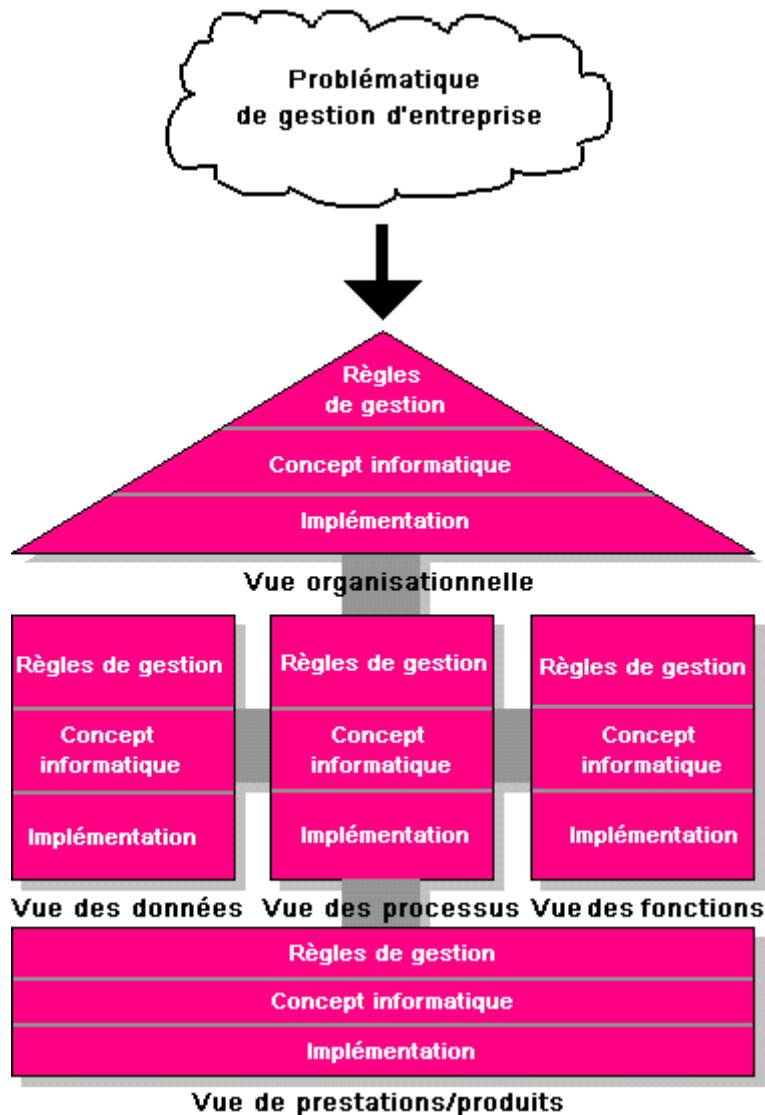 Problématique
de gestion d'entreprise
Règles
de gestion
Concept informatique
Implémentation
Vue organisationnelle
Règles de gestion
Concept
informatique
Implémentation
Vue des données
Règles de gestion
Concept
informatique
Implémentation
Vue des processus
Règles de gestion
Concept
informatique
Implémentation
Vue des fonctions
Règles de gestion
Concept informatique
Implémentation
Vue de prestations/produits